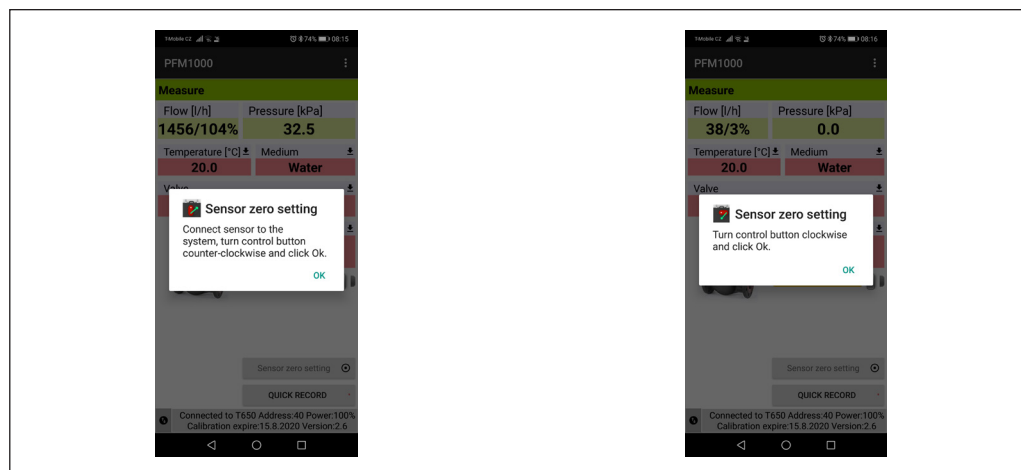 T-Mobile CZ 74% 08:15
PFM1000
Measure
Flow [l/h] Pressure [kPa]
1456/104% 32.5
Temperature [°C] Medium
20.0 Water
Valve
Sensor zero setting
Connect sensor to the
system, turn control button
counter-clockwise and click Ok.
OK
Sensor zero setting
QUICK RECORD
Connected to T650 Address:40 Power:100%
Calibration expire:15.8.2020 Version:2.6
T-Mobile CZ 74% 08:16
PFM1000
Measure
Flow [l/h] Pressure [kPa]
38/3% 0.0
Temperature [°C] Medium
20.0 Water
Valve
Sensor zero setting
Turn control button clockwise
and click Ok.
OK
Sensor zero setting
QUICK RECORD
Connected to T650 Address:40 Power:100%
Calibration expire:15.8.2020 Version:2.6